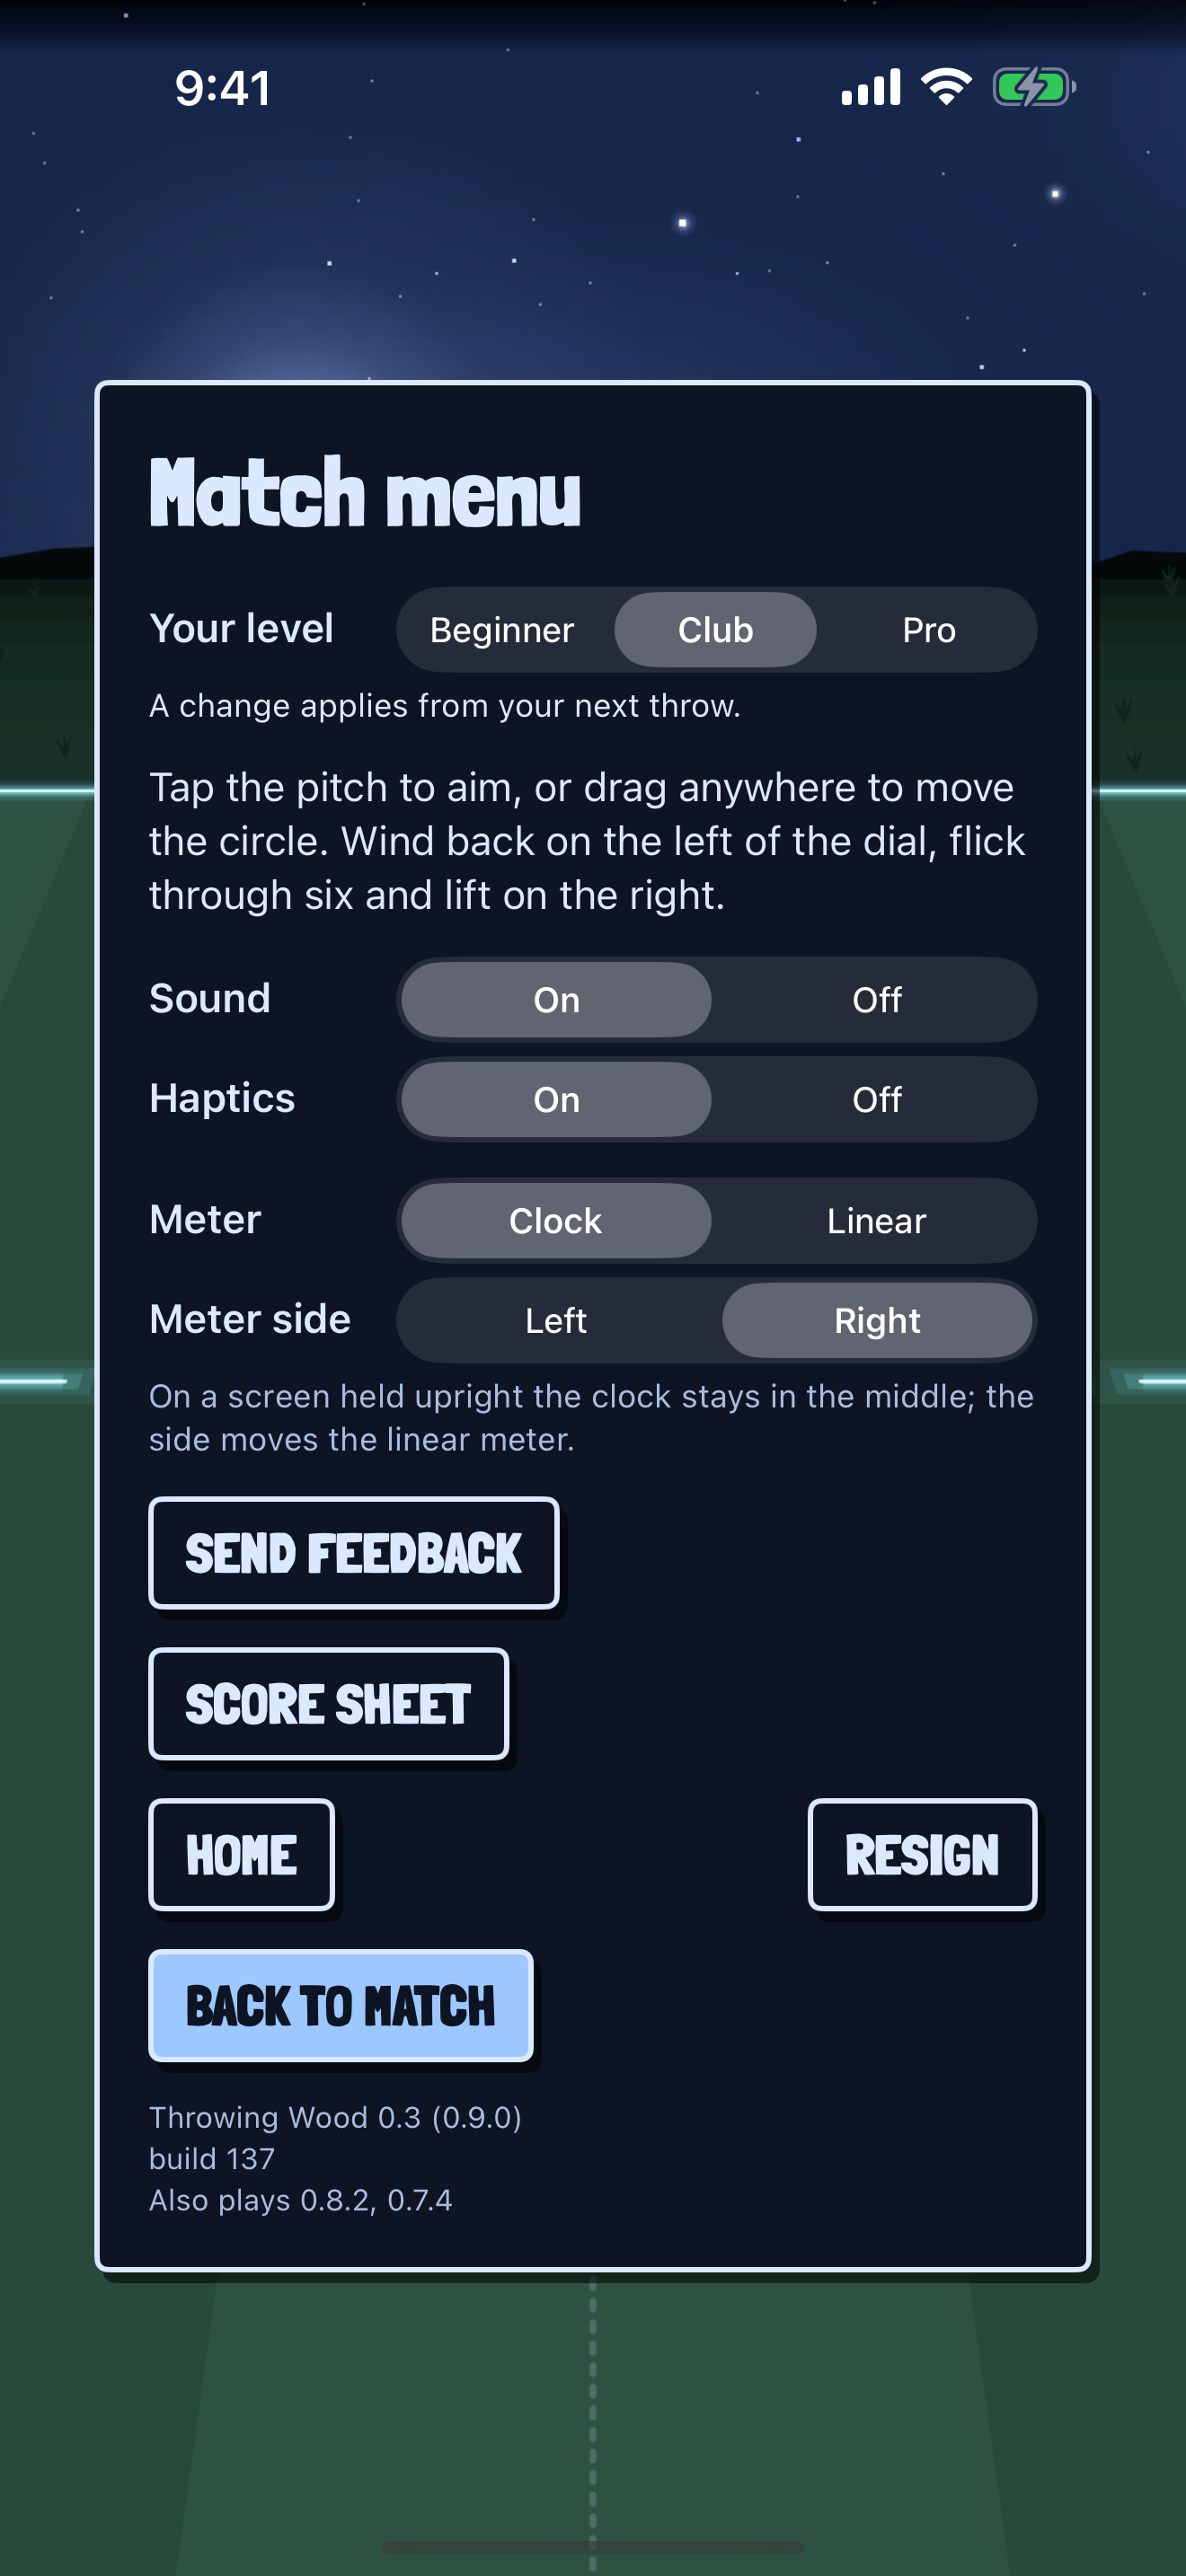 9:41
Match menu
Your level
Beginner Club Pro
A change applies from your next throw.
Tap the pitch to aim, or drag anywhere to move
the circle. Wind back on the left of the dial, flick
through six and lift on the right.
Sound
On Off
Haptics
On Off
Meter
Clock Linear
Meter side
Left Right
On a screen held upright the clock stays in the middle; the
side moves the linear meter.
SEND FEEDBACK
SCORE SHEET
HOME
RESIGN
BACK TO MATCH
Throwing Wood 0.3 (0.9.0)
build 137
Also plays 0.8.2, 0.7.4